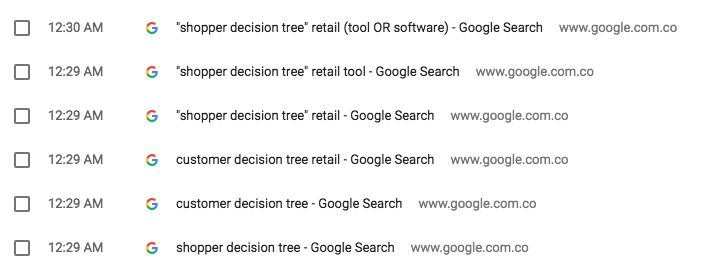 12:30 AM "shopper decision tree" retail (tool OR software) - Google Search www.google.com.co
12:29 AM "shopper decision tree" retail tool - Google Search www.google.com.co
12:29 AM "shopper decision tree" retail - Google Search www.google.com.co
12:29 AM customer decision tree retail - Google Search www.google.com.co
12:29 AM customer decision tree - Google Search www.google.com.co
12:29 AM shopper decision tree - Google Search www.google.com.co